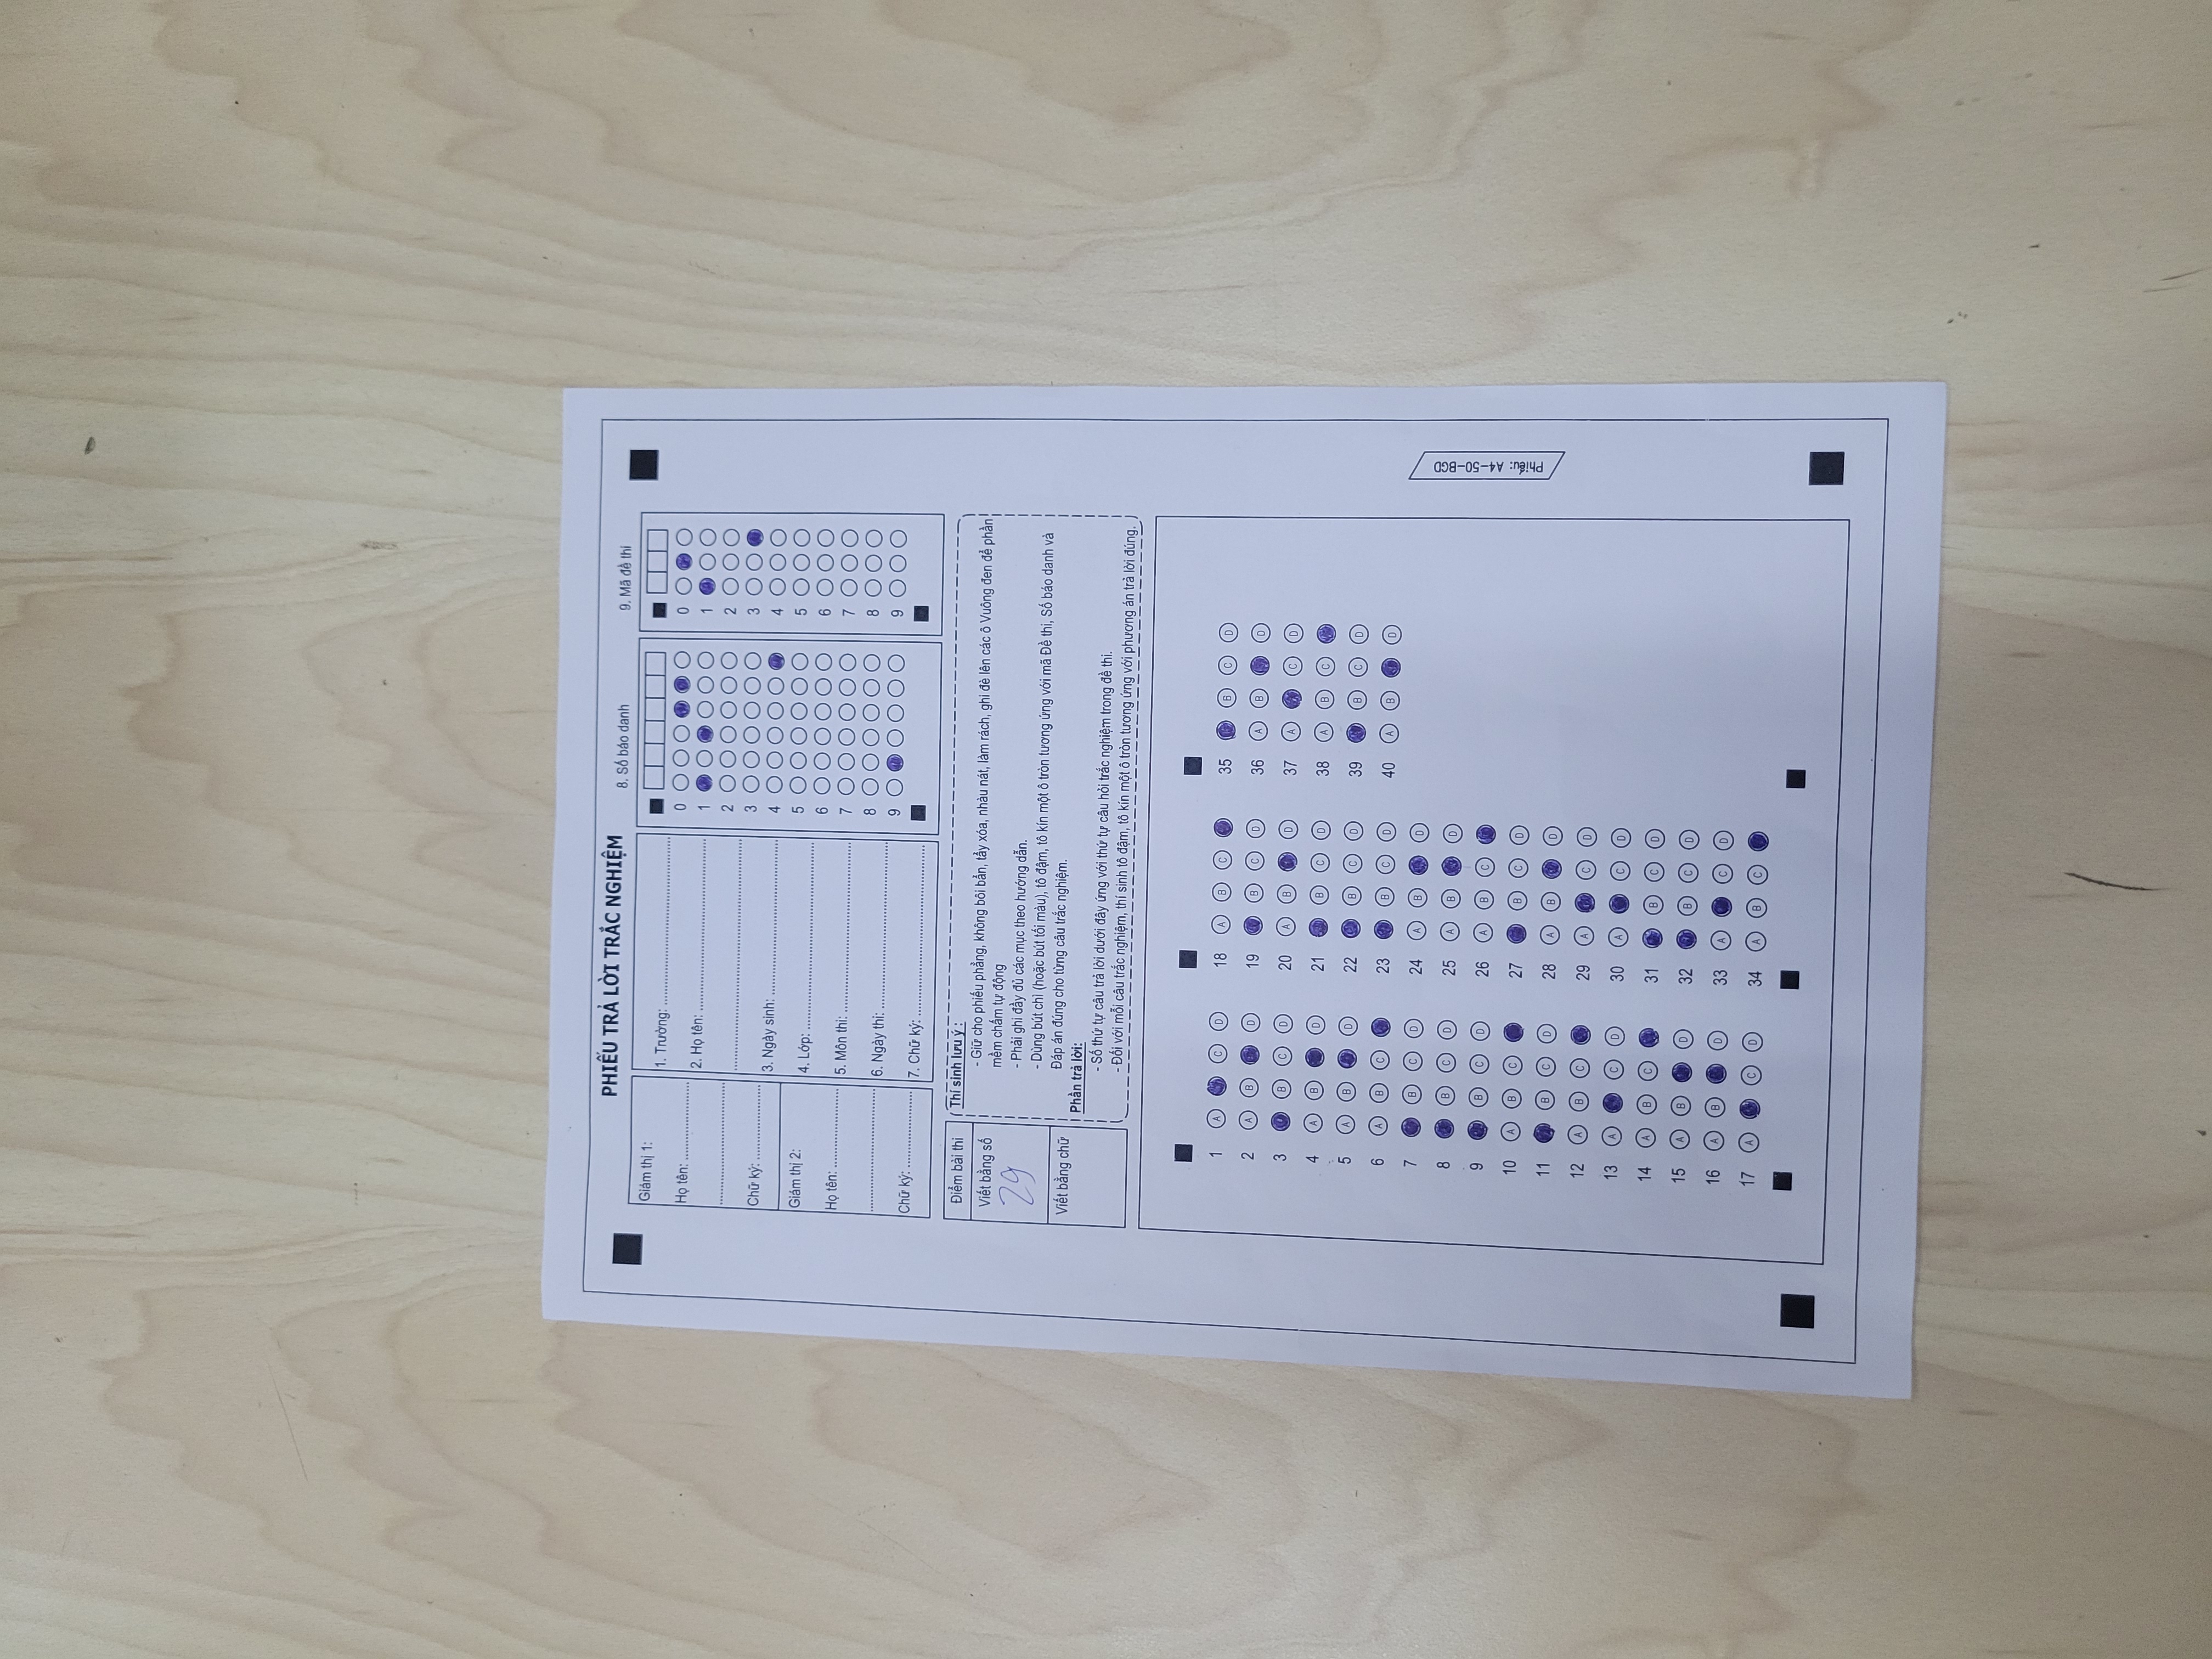 PHIẾU TRẢ LỜI TRẮC NGHIỆM
8. Số báo danh
9. Mã đề thi
Giám thị 1:
Họ tên: ............................
............................................
Chữ ký: ...........................
Giám thị 2:
Họ tên: ............................
............................................
Chữ ký: ...........................
1. Trường: ............................................................
2. Họ tên: ............................................................
............................................................
3. Ngày sinh: ............................................................
4. Lớp: ............................................................
5. Môn thi: ............................................................
6. Ngày thi: ............................................................
7. Chữ ký: ............................................................
0 0
1 1
2 2
3 3
4 4
5 5
6 6
7 7
8 8
9 9
Điểm bài thi
Viết bằng số
29
Viết bằng chữ
Thí sinh lưu ý :
- Giữ cho phiếu phẳng, không bôi bẩn, tẩy xóa, nhàu nát, làm rách, ghi đè lên các ô Vuông đen để phần
mềm chấm tự động
- Phải ghi đầy đủ các mục theo hướng dẫn.
- Dùng bút chì (hoặc bút tối màu), tô đậm, tô kín một ô tròn tương ứng với mã Đề thi, Số báo danh và
Đáp án đúng cho từng câu trắc nghiệm.
Phần trả lời:
- Số thứ tự câu trả lời dưới đây ứng với thứ tự câu hỏi trắc nghiệm trong đề thi.
- Đối với mỗi câu trắc nghiệm, thí sinh tô đậm, tô kín một ô tròn tương ứng với phương án trả lời đúng.
1 A C D
2 A B D
3 B C D
4 A B D
5 A B D
6 A B C
7 B C D
8 B C D
9 B C D
10 A B C
11 B C D
12 A B C
13 A C D
14 A B C
15 A B D
16 A B D
17 A C D
18 A B C
19 B C D
20 A B D
21 B C D
22 B C D
23 B C D
24 A B D
25 A B D
26 A B C
27 B C D
28 A B D
29 A C D
30 A C D
31 B C D
32 B C D
33 A C D
34 A B C
35 B C D
36 A B D
37 A C D
38 A B C
39 B C D
40 A B D
Phiếu: A4-50-BGD